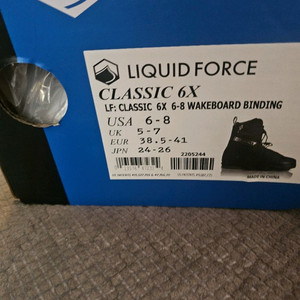 LIQUID FORCE
CLASSIC 6X
LF: CLASSIC 6X 6-8 WAKEBOARD BINDING
USA 6-8
UK 5-7
EUR 38.5-41
JPN 24-26
2205244
MADE IN CHINA